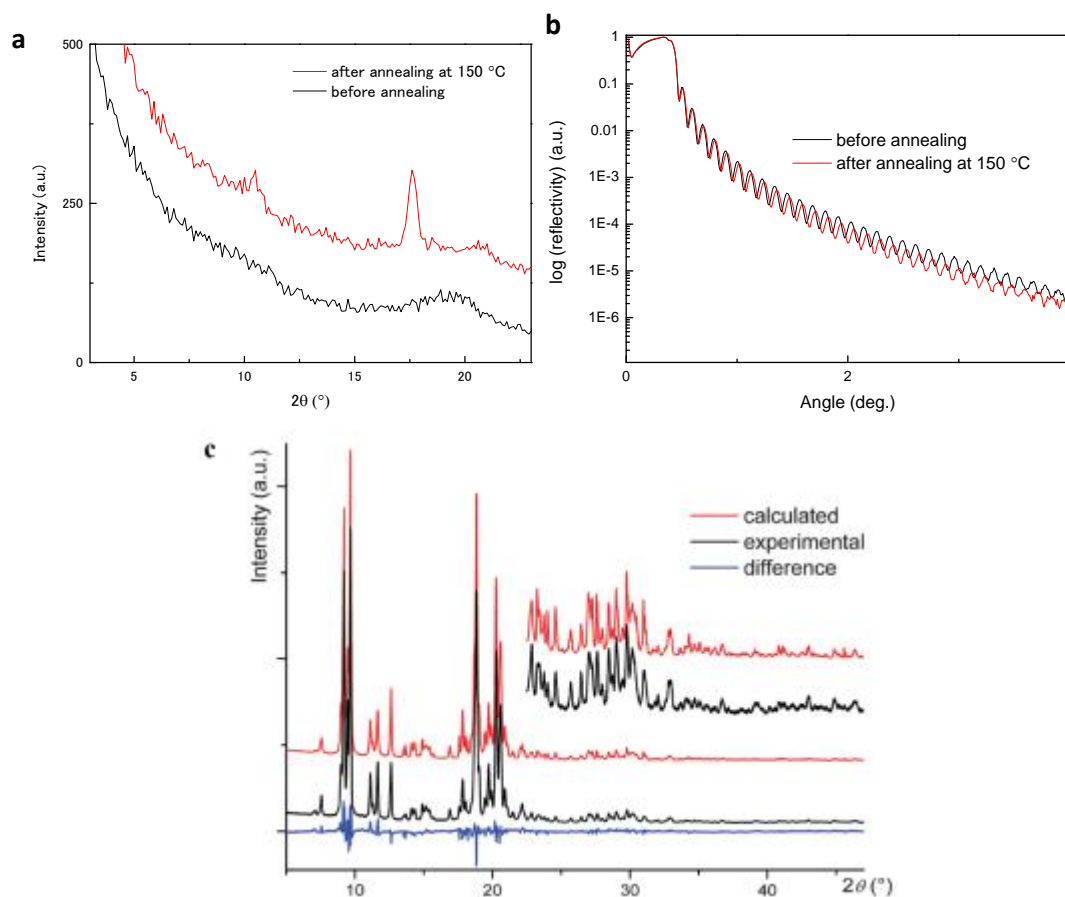 a
500
250
0
Intensity (a.u.)
after annealing at 150 °C
before annealing
5
10
15
20
2θ (°)
b
1
0.1
0.01
1E-3
1E-4
1E-5
1E-6
log (reflectivity) (a.u.)
before annealing
after annealing at 150 °C
0
2
Angle (deg.)
c
Intensity (a.u.)
calculated
experimental
difference
10
20
30
40
2θ (°)